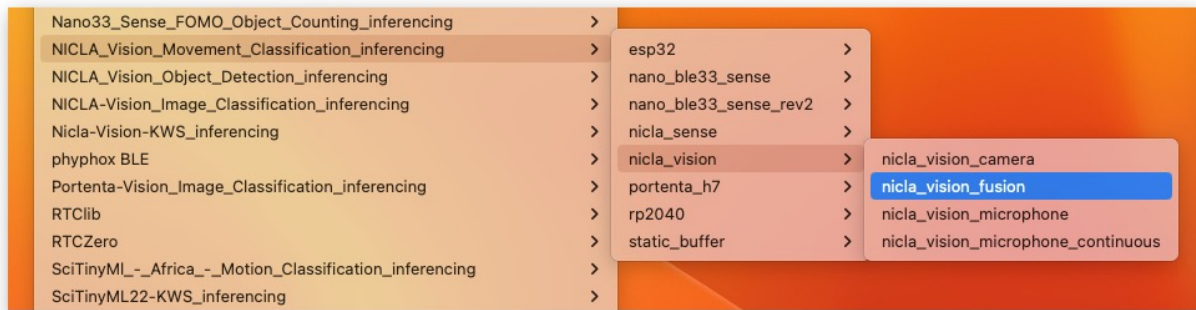 Nano33_Sense_FOMO_Object_Counting_inferencing
NICLA_Vision_Movement_Classification_inferencing
NICLA_Vision_Object_Detection_inferencing
NICLA-Vision_Image_Classification_inferencing
Nicla-Vision-KWS_inferencing
phyphox BLE
Portenta-Vision_Image_Classification_inferencing
RTClib
RTCZero
SciTinyMl_-_Africa_-_Motion_Classification_inferencing
SciTinyML22-KWS_inferencing
esp32
nano_ble33_sense
nano_ble33_sense_rev2
nicla_sense
nicla_vision
portenta_h7
rp2040
static_buffer
nicla_vision_camera
nicla_vision_fusion
nicla_vision_microphone
nicla_vision_microphone_continuous